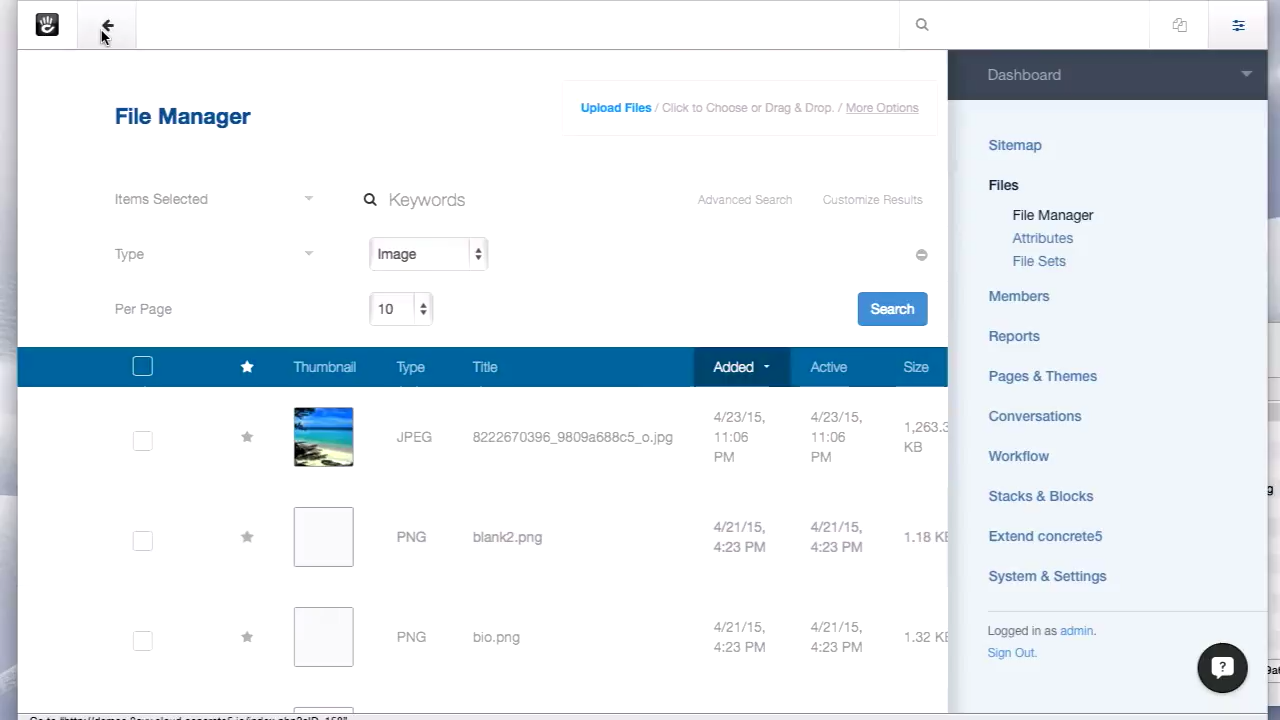 Dashboard
File Manager
Upload Files / Click to Choose or Drag & Drop. / More Options
Items Selected
Keywords
Advanced Search
Customize Results
Type
Image
Per Page
10
Search
Thumbnail
Type
Title
Added
Active
Size
JPEG
8222670396_9809a688c5_o.jpg
4/23/15,
11:06
PM
4/23/15,
11:06
PM
1,263.3
KB
PNG
blank2.png
4/21/15,
4:23 PM
4/21/15,
4:23 PM
1.18 KB
PNG
bio.png
4/21/15,
4:23 PM
4/21/15,
4:23 PM
1.32 KB
Sitemap
Files
File Manager
Attributes
File Sets
Members
Reports
Pages & Themes
Conversations
Workflow
Stacks & Blocks
Extend concrete5
System & Settings
Logged in as admin.
Sign Out.